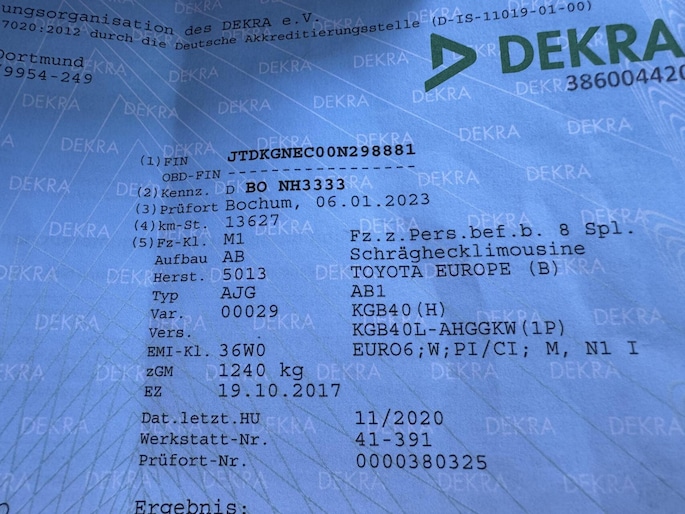 ungsorganisation des DEKRA e.V.
7020:2012 durch die Deutsche Akkreditierungsstelle (D-IS-11019-01-00)
Dortmund
9954-249
DEKRA
386004420
(1) FIN JTDKGNEC00N298881
OBD-FIN -----------------
(2) Kennz. D BO NH3333
(3) Prüfort Bochum, 06.01.2023
(4) km-St. 13627
(5) Fz-Kl. M1 Fz.z.Pers.bef.b. 8 Spl.
Aufbau AB Schräghecklimousine
Herst. 5013 TOYOTA EUROPE (B)
Typ AJG AB1
Var. 00029 KGB40(H)
Vers. KGB40L-AHGGKW(1P)
EMI-Kl. 36W0 EURO6;W;PI/CI; M, N1 I
zGM 1240 kg
EZ 19.10.2017
Dat.letzt.HU 11/2020
Werkstatt-Nr. 41-391
Prüfort-Nr. 0000380325
Ergebnis: